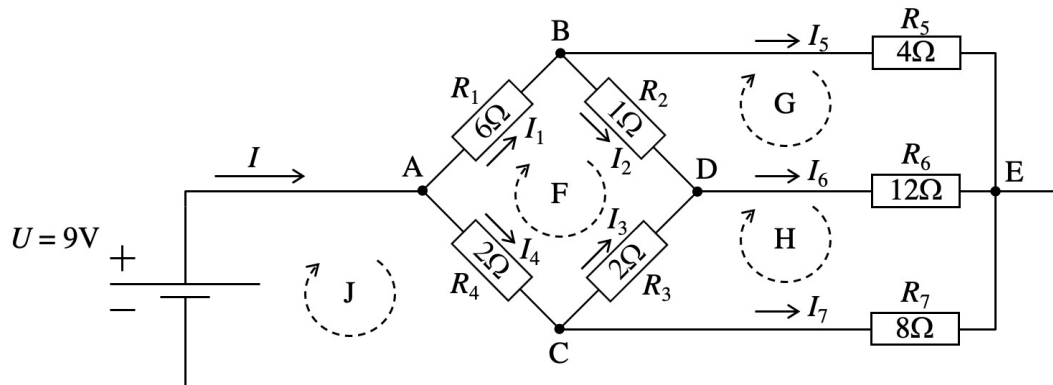 B
I₅
R₅
4Ω
R₁
6Ω
I₁
R₂
1Ω
I₂
G
I
A
F
D
I₆
R₆
12Ω
E
U = 9V
+
−
J
I₄
2Ω
R₄
I₃
2Ω
R₃
H
C
I₇
R₇
8Ω